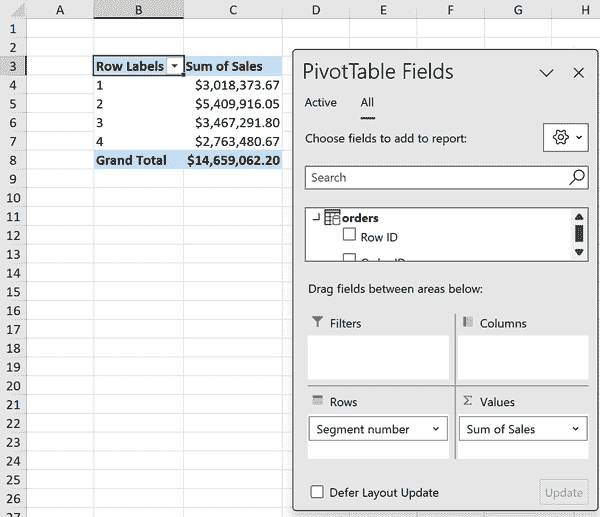 A B C D E F G H
1
2
3 Row Labels Sum of Sales
4 1 $3,018,373.67
5 2 $5,409,916.05
6 3 $3,467,291.80
7 4 $2,763,480.67
8 Grand Total $14,659,062.20
9
10
11
12
13
14
15
16
17
18
19
20
21
22
23
24
25
26
PivotTable Fields
Active All
Choose fields to add to report:
Search
orders
Row ID
Drag fields between areas below:
Filters Columns
Rows Σ Values
Segment number Sum of Sales
Defer Layout Update Update